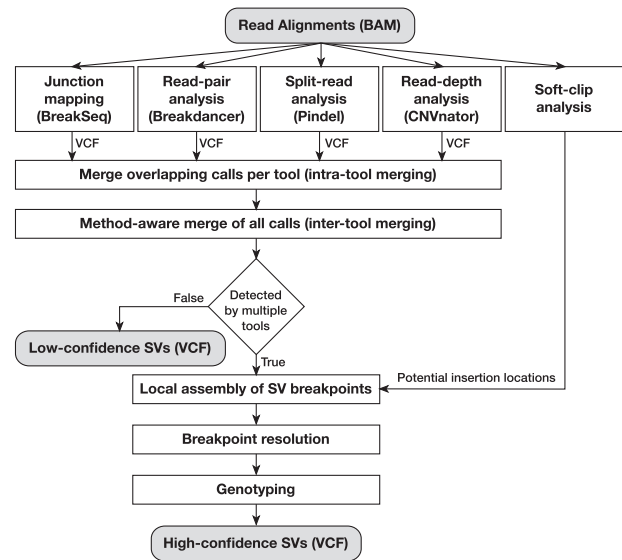 Read Alignments (BAM)
Junction
mapping
(BreakSeq)
Read-pair
analysis
(Breakdancer)
Split-read
analysis
(Pindel)
Read-depth
analysis
(CNVnator)
Soft-clip
analysis
VCF
VCF
VCF
VCF
Merge overlapping calls per tool (intra-tool merging)
Method-aware merge of all calls (inter-tool merging)
Detected
by multiple
tools
False
Low-confidence SVs (VCF)
True
Potential insertion locations
Local assembly of SV breakpoints
Breakpoint resolution
Genotyping
High-confidence SVs (VCF)